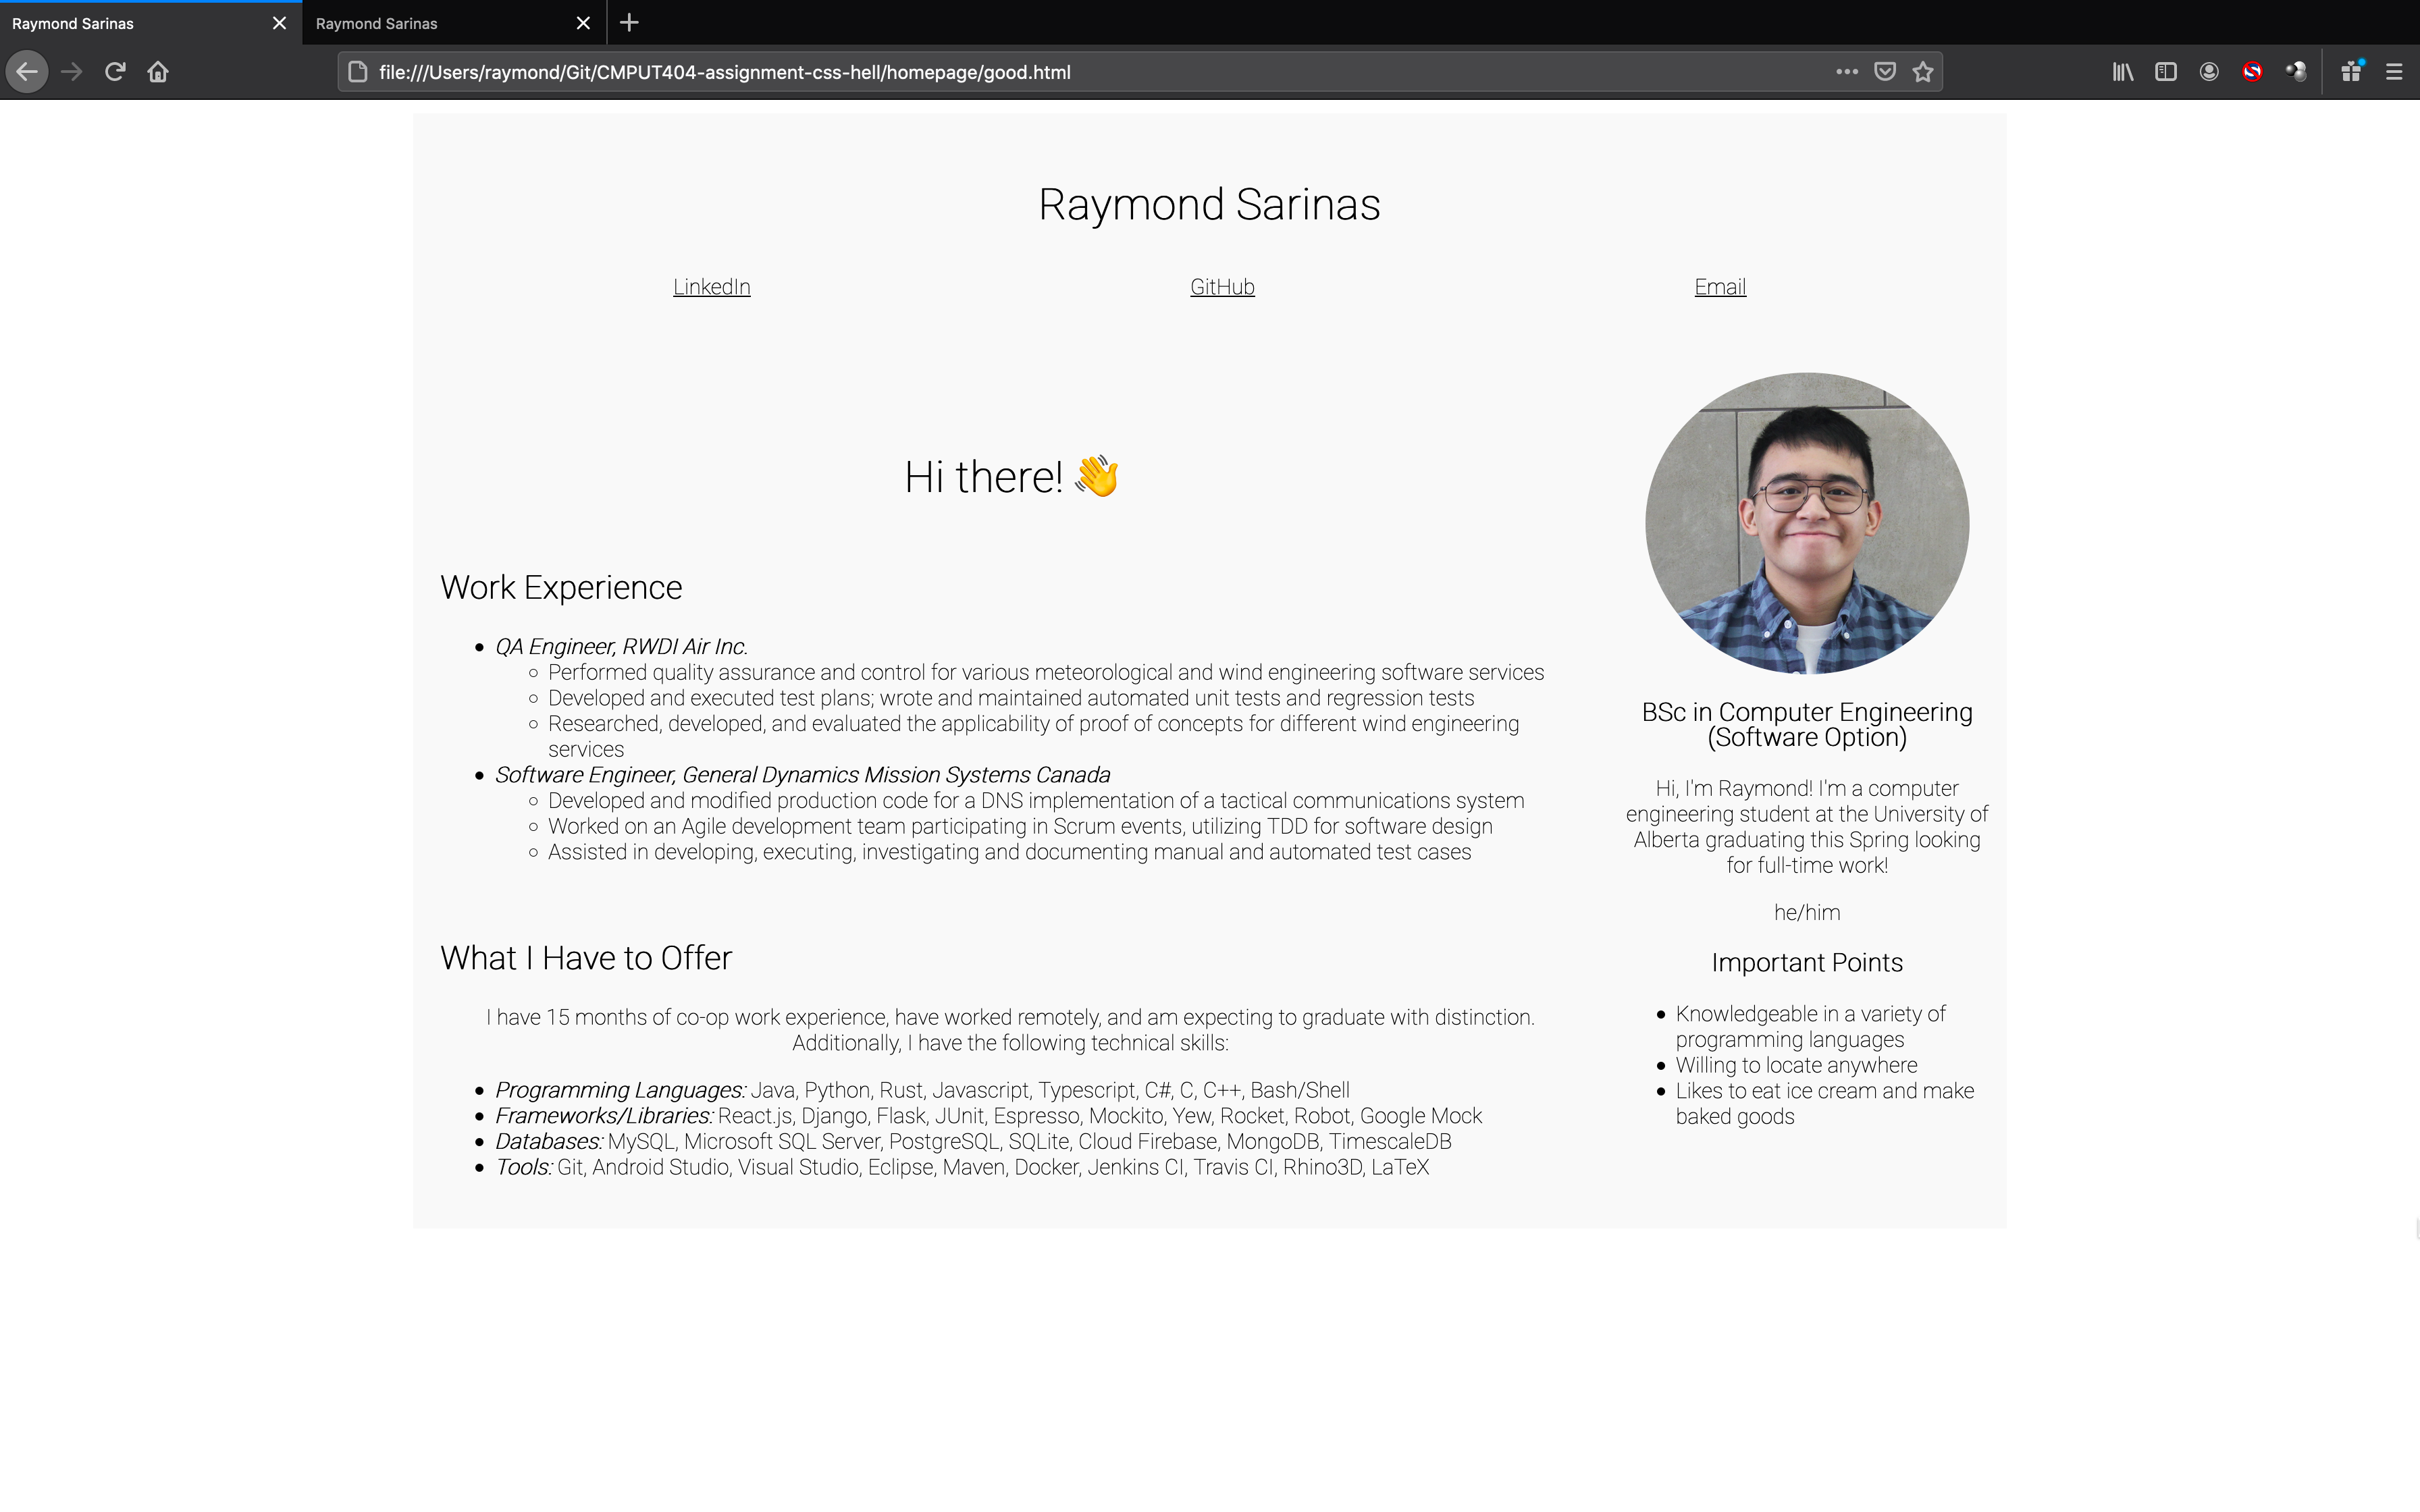 Raymond Sarinas
Raymond Sarinas
file:///Users/raymond/Git/CMPUT404-assignment-css-hell/homepage/good.html
Raymond Sarinas
LinkedIn
GitHub
Email
Hi there! 👋
Work Experience
QA Engineer, RWDI Air Inc.
Performed quality assurance and control for various meteorological and wind engineering software services
Developed and executed test plans; wrote and maintained automated unit tests and regression tests
Researched, developed, and evaluated the applicability of proof of concepts for different wind engineering
services
Software Engineer, General Dynamics Mission Systems Canada
Developed and modified production code for a DNS implementation of a tactical communications system
Worked on an Agile development team participating in Scrum events, utilizing TDD for software design
Assisted in developing, executing, investigating and documenting manual and automated test cases
What I Have to Offer
I have 15 months of co-op work experience, have worked remotely, and am expecting to graduate with distinction.
Additionally, I have the following technical skills:
Programming Languages: Java, Python, Rust, Javascript, Typescript, C#, C, C++, Bash/Shell
Frameworks/Libraries: React.js, Django, Flask, JUnit, Espresso, Mockito, Yew, Rocket, Robot, Google Mock
Databases: MySQL, Microsoft SQL Server, PostgreSQL, SQLite, Cloud Firebase, MongoDB, TimescaleDB
Tools: Git, Android Studio, Visual Studio, Eclipse, Maven, Docker, Jenkins CI, Travis CI, Rhino3D, LaTeX
BSc in Computer Engineering
(Software Option)
Hi, I'm Raymond! I'm a computer
engineering student at the University of
Alberta graduating this Spring looking
for full-time work!
he/him
Important Points
Knowledgeable in a variety of
programming languages
Willing to locate anywhere
Likes to eat ice cream and make
baked goods